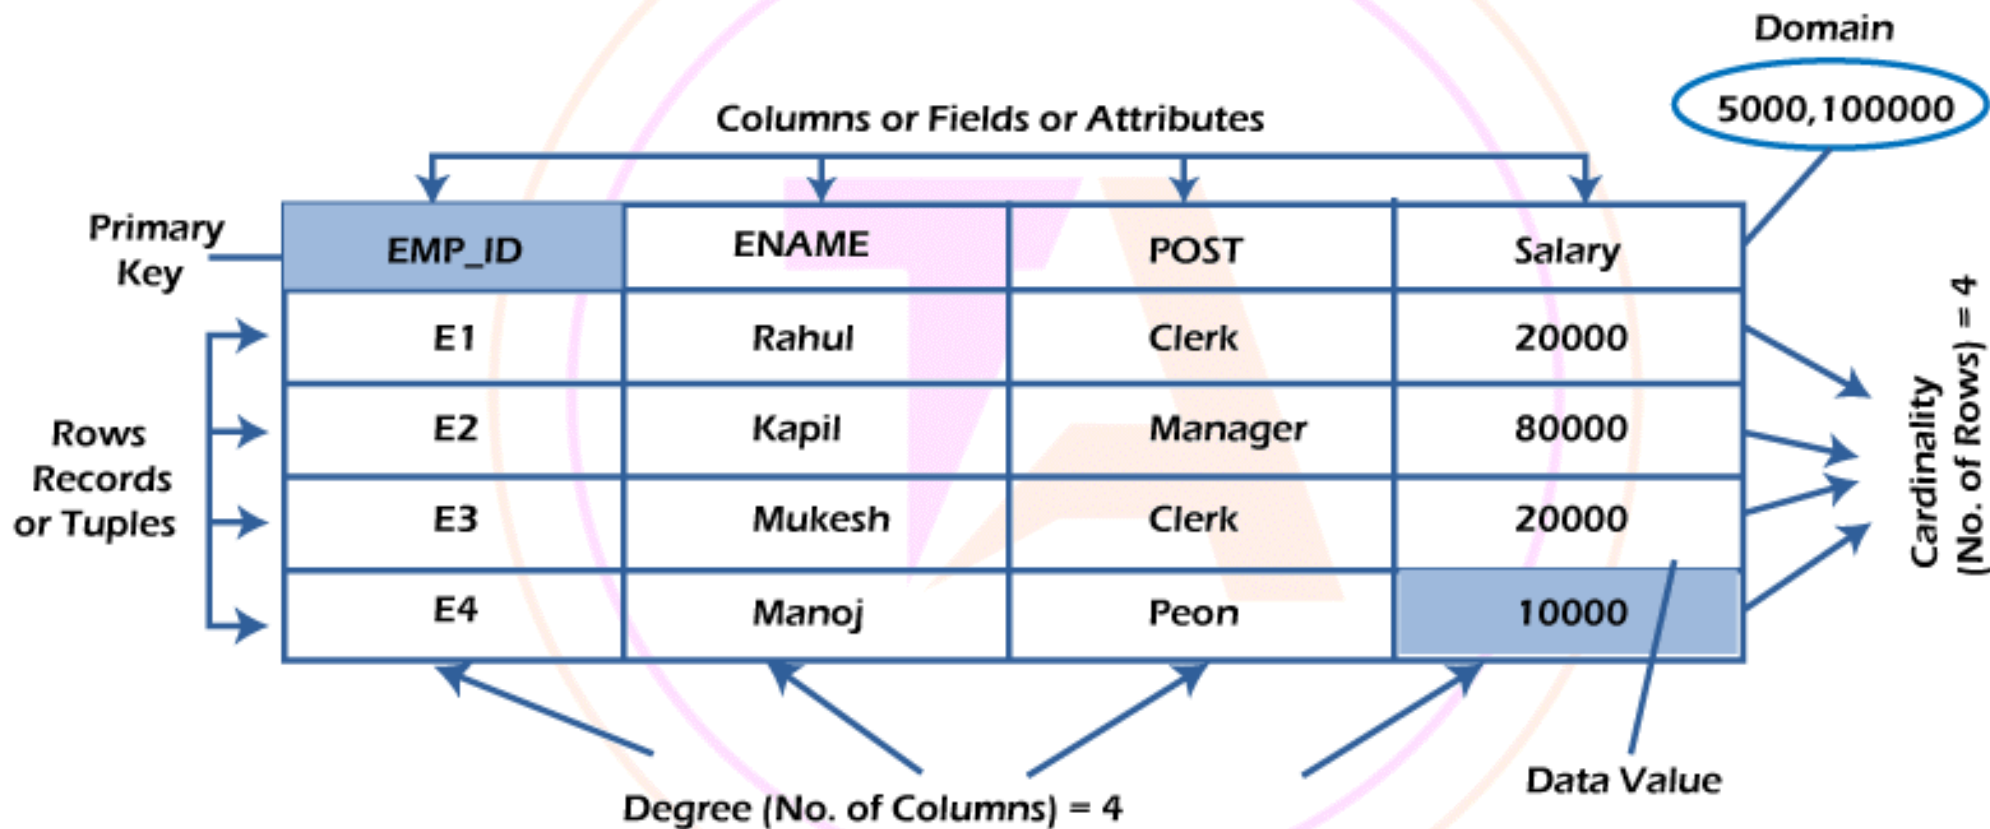 Domain
5000,100000
Columns or Fields or Attributes
Primary
Key
EMP_ID ENAME POST Salary
E1 Rahul Clerk 20000
E2 Kapil Manager 80000
E3 Mukesh Clerk 20000
E4 Manoj Peon 10000
Rows
Records
or Tuples
Cardinality
(No. of Rows) = 4
Degree (No. of Columns) = 4
Data Value